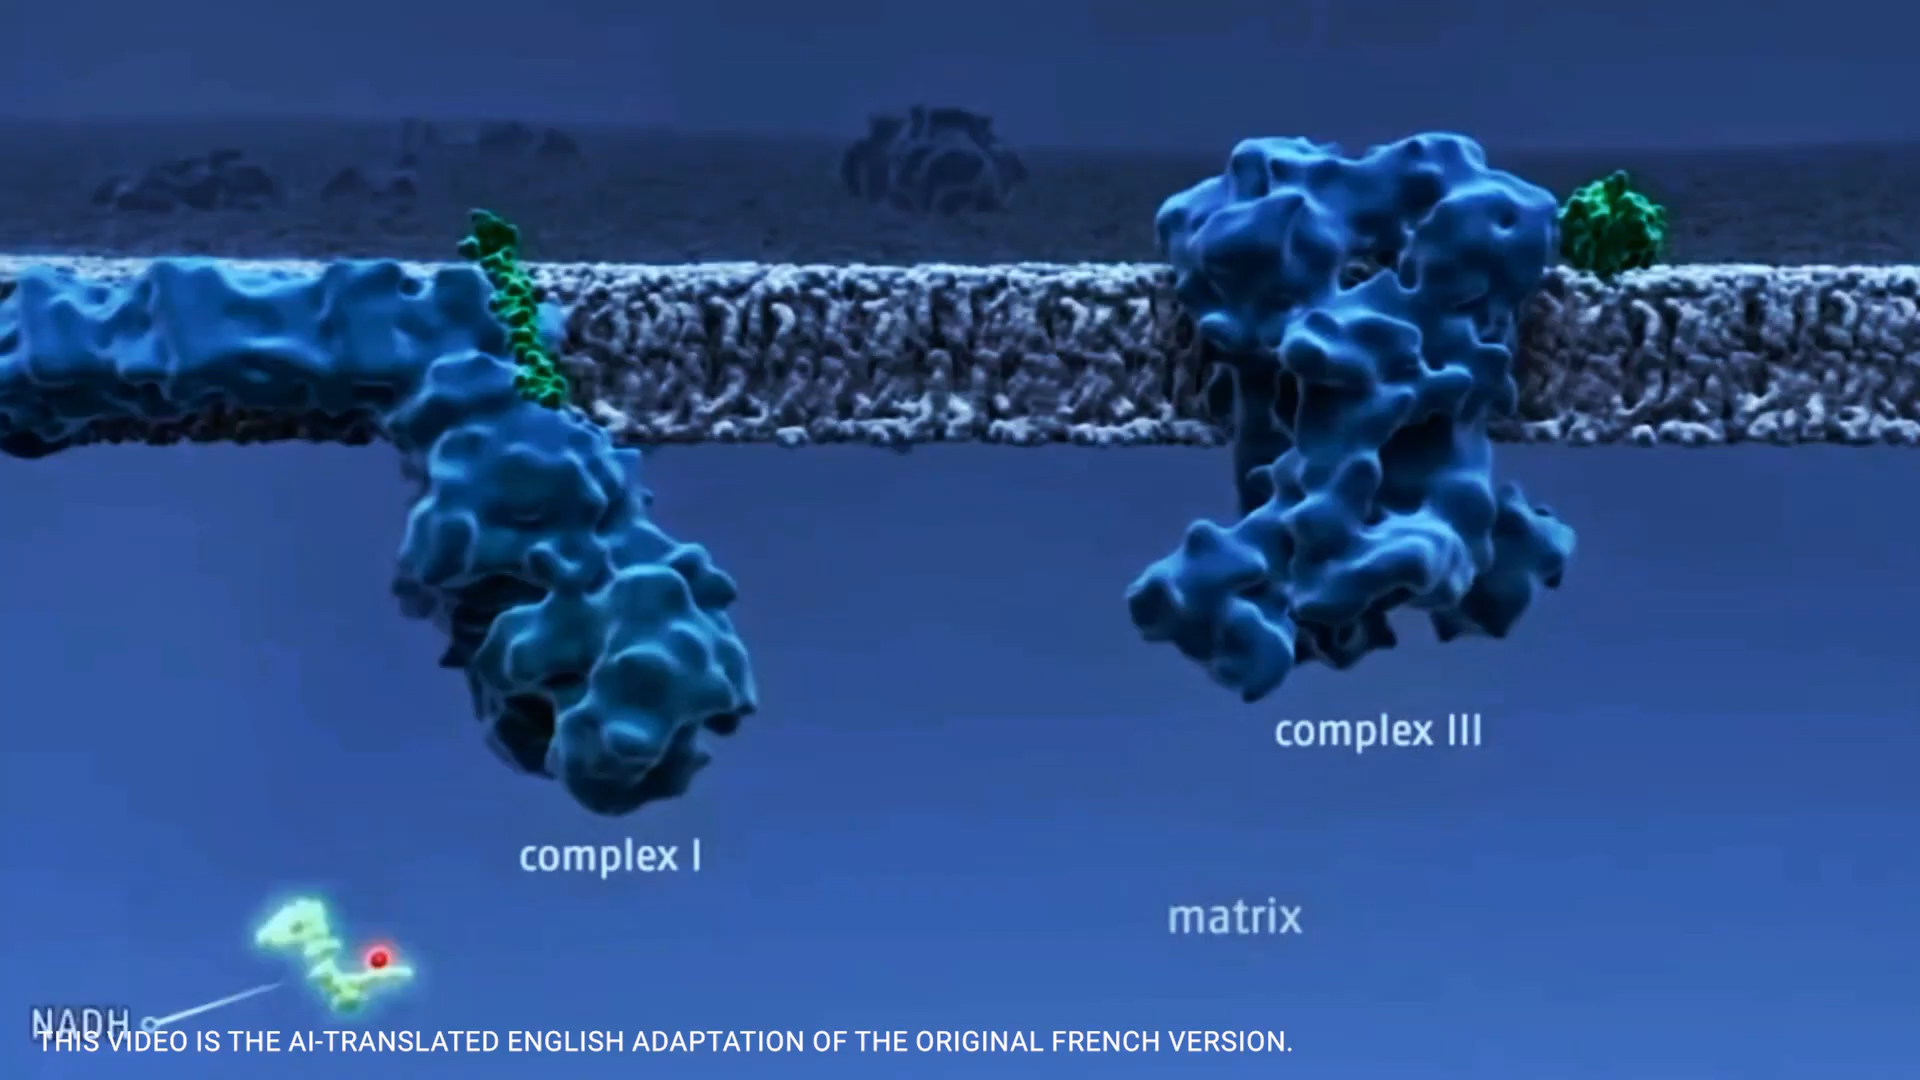 complex III
complex I
matrix
NADH
THIS VIDEO IS THE AI-TRANSLATED ENGLISH ADAPTATION OF THE ORIGINAL FRENCH VERSION.